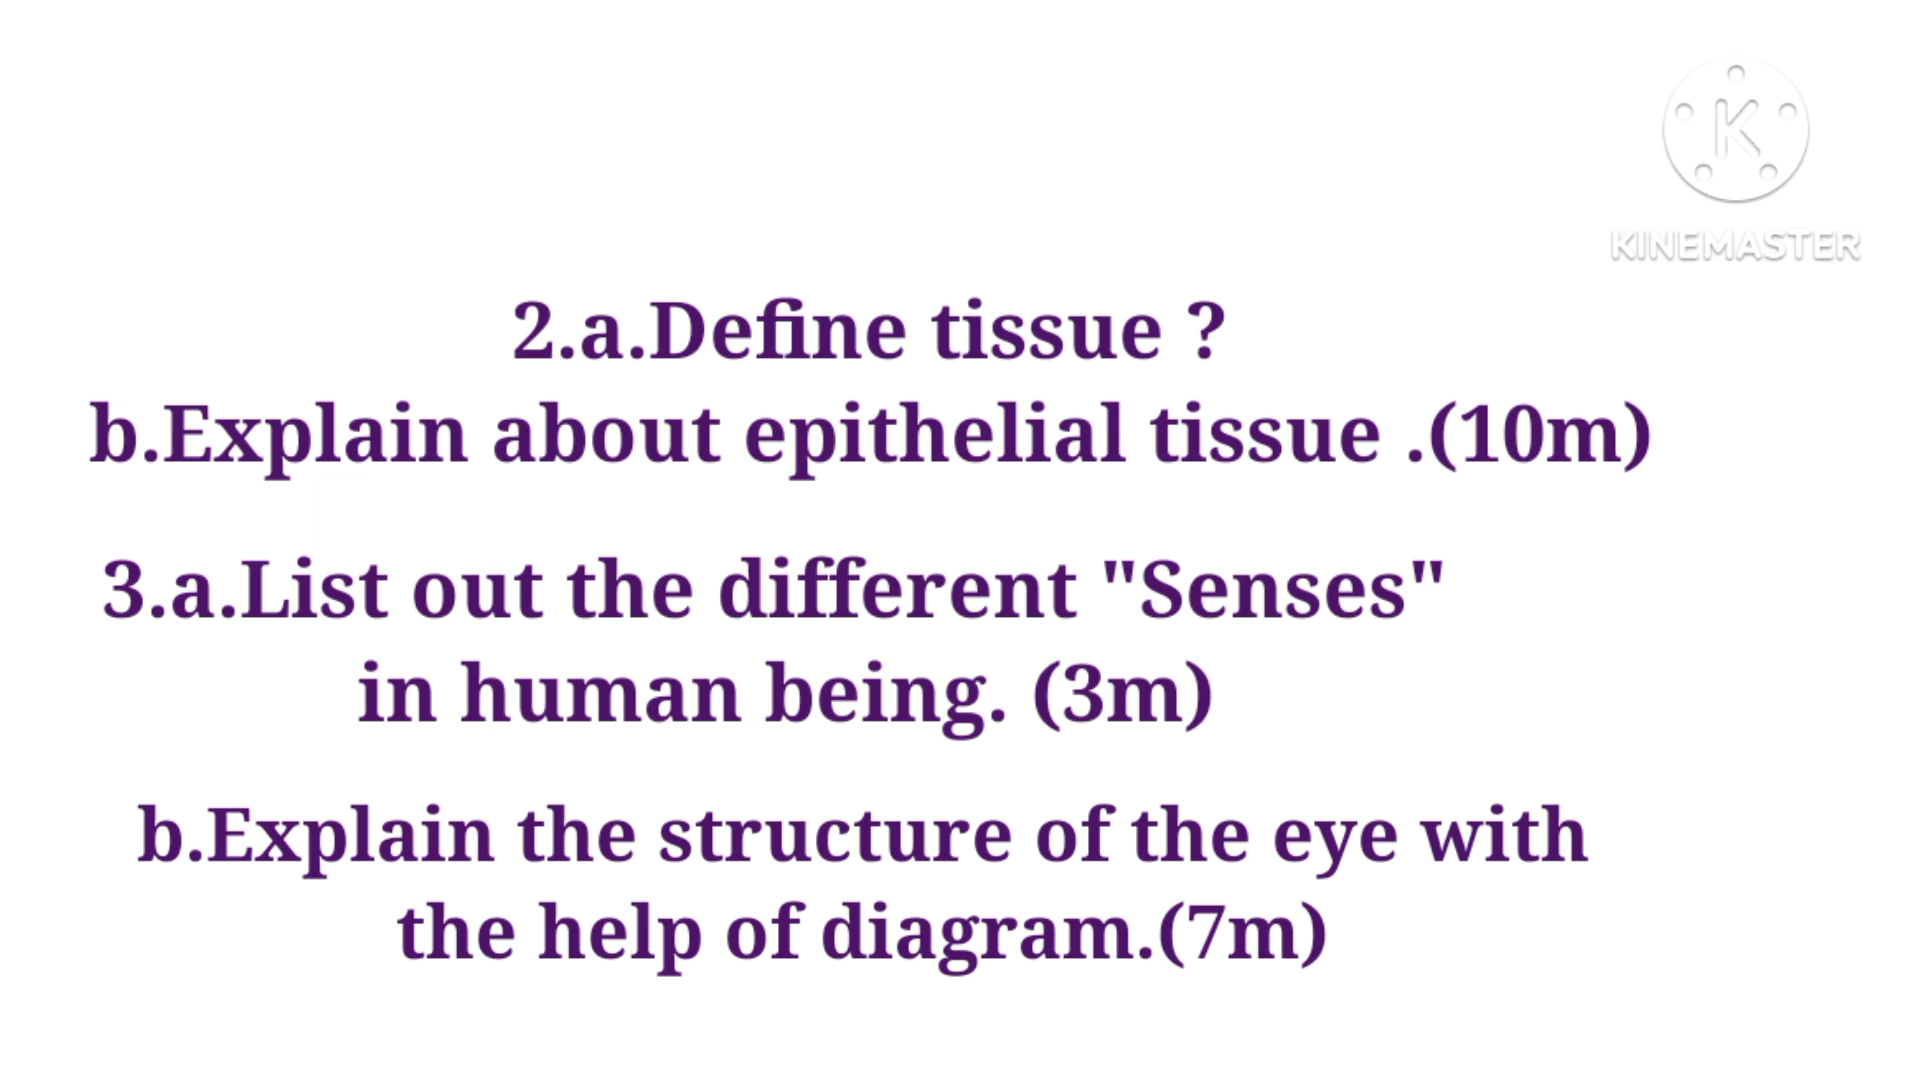 K
KINEMASTER
2.a.Define tissue ?
b.Explain about epithelial tissue .(10m)
3.a.List out the different "Senses"
in human being. (3m)
b.Explain the structure of the eye with
the help of diagram.(7m)